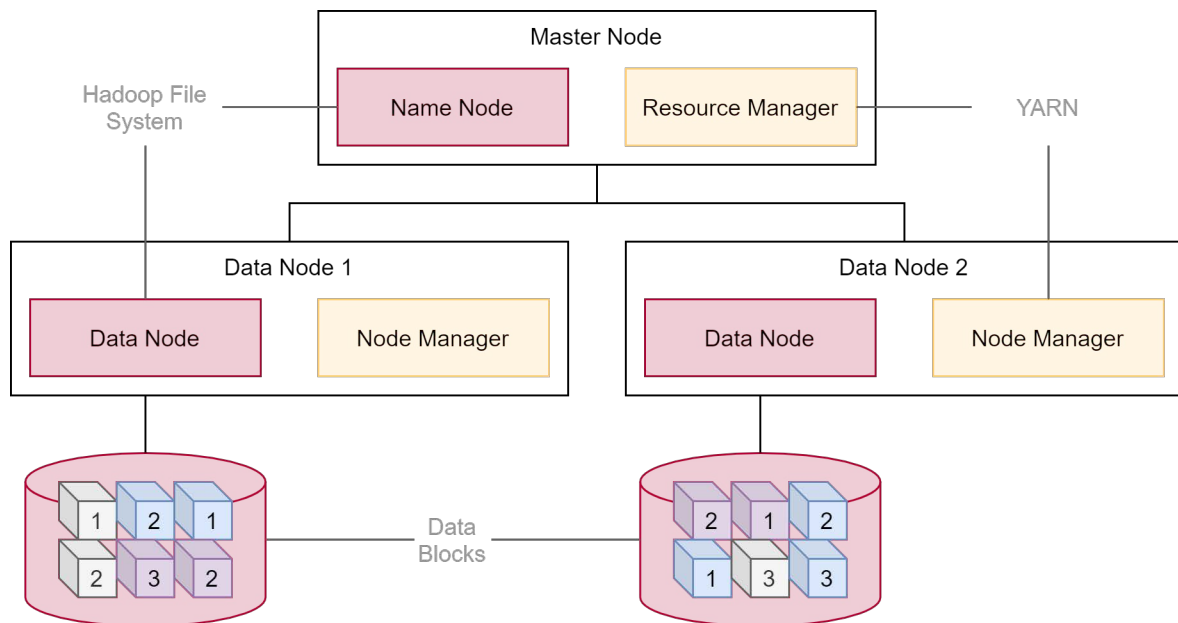 Master Node
Hadoop File
System
Name Node
Resource Manager
YARN
Data Node 1
Data Node 2
Data Node
Node Manager
Data Node
Node Manager
1 2 1
2 3 2
Data
Blocks
2 1 2
1 3 3